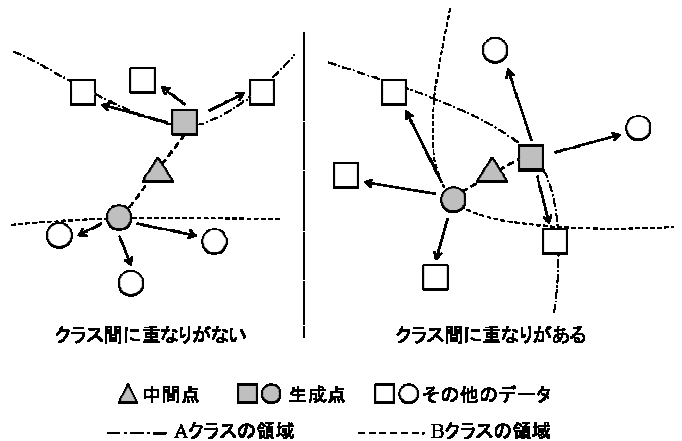 クラス間に重なりがない
クラス間に重なりがある
中間点 生成点 その他のデータ
Aクラスの領域 Bクラスの領域